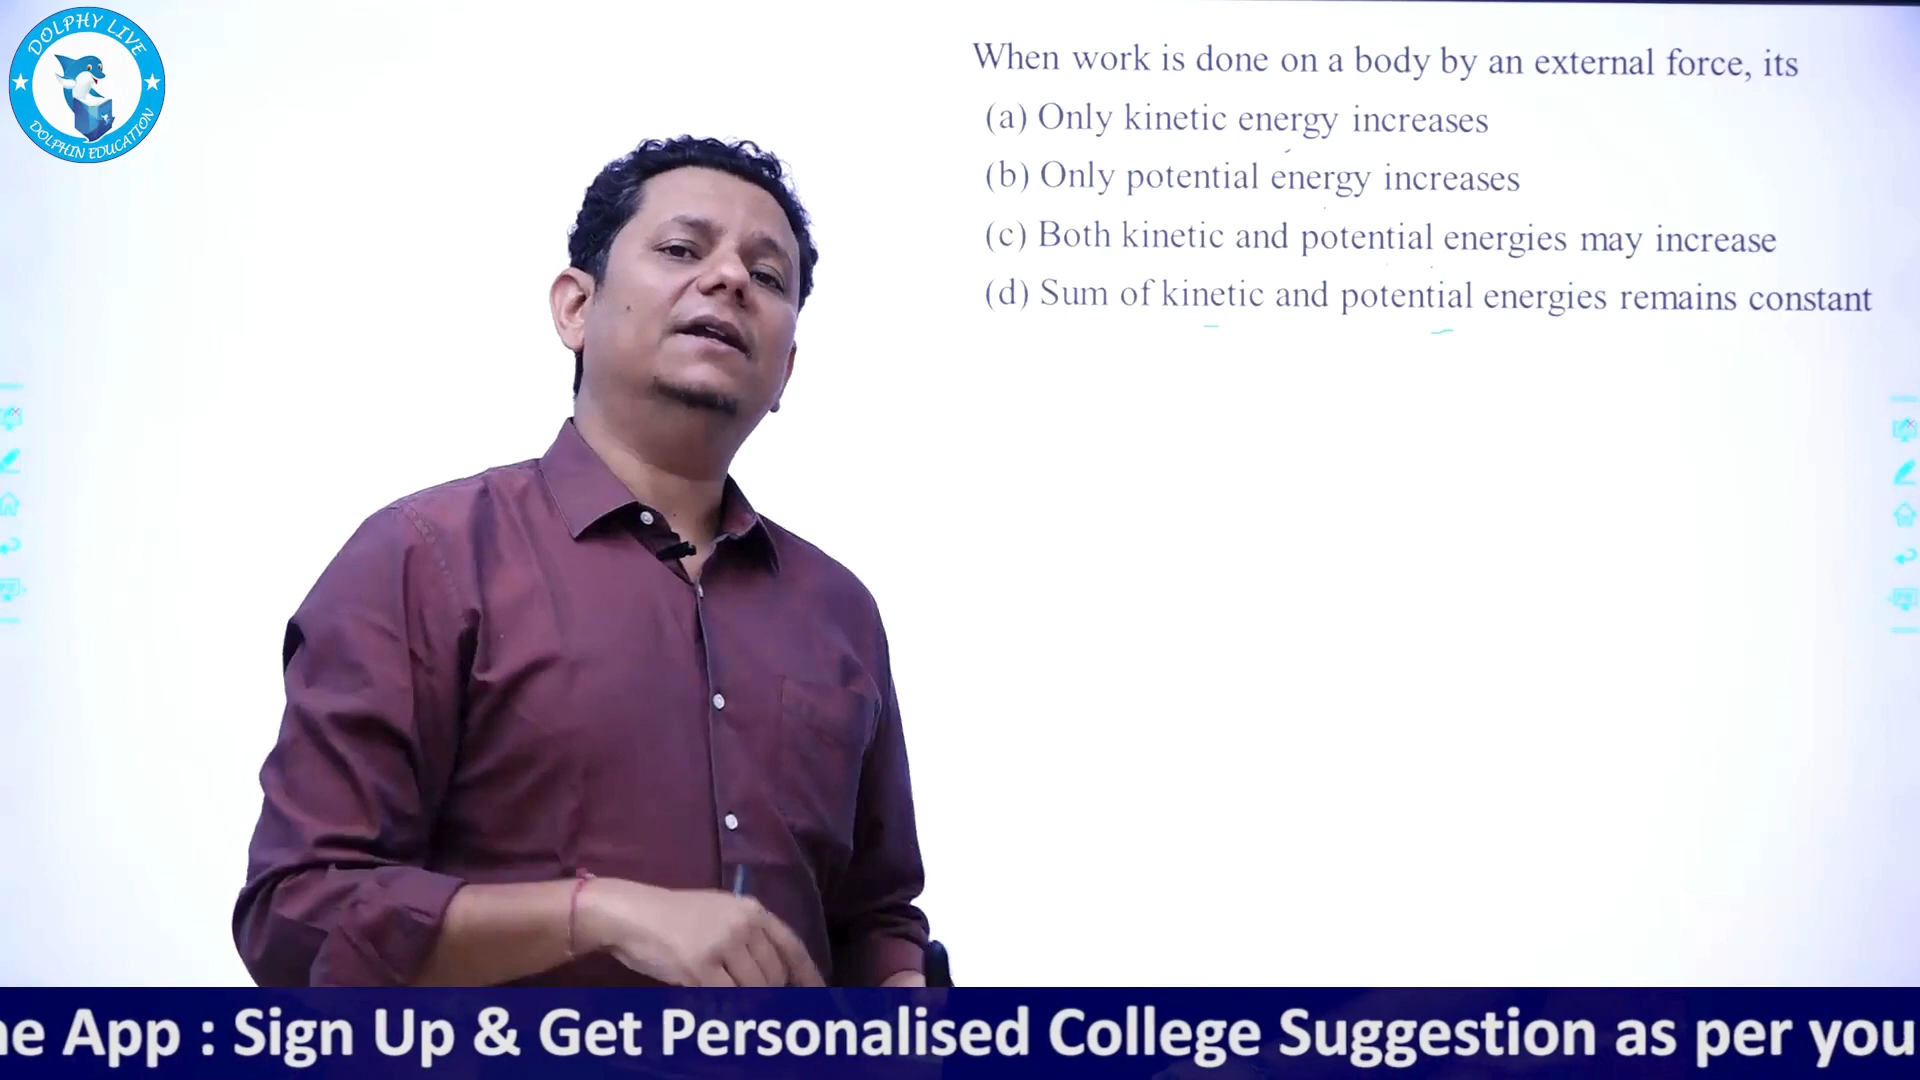 DOLPHY LIVE
DOLPHIN EDUCATION
When work is done on a body by an external force, its
(a) Only kinetic energy increases
(b) Only potential energy increases
(c) Both kinetic and potential energies may increase
(d) Sum of kinetic and potential energies remains constant
ne App : Sign Up & Get Personalised College Suggestion as per you